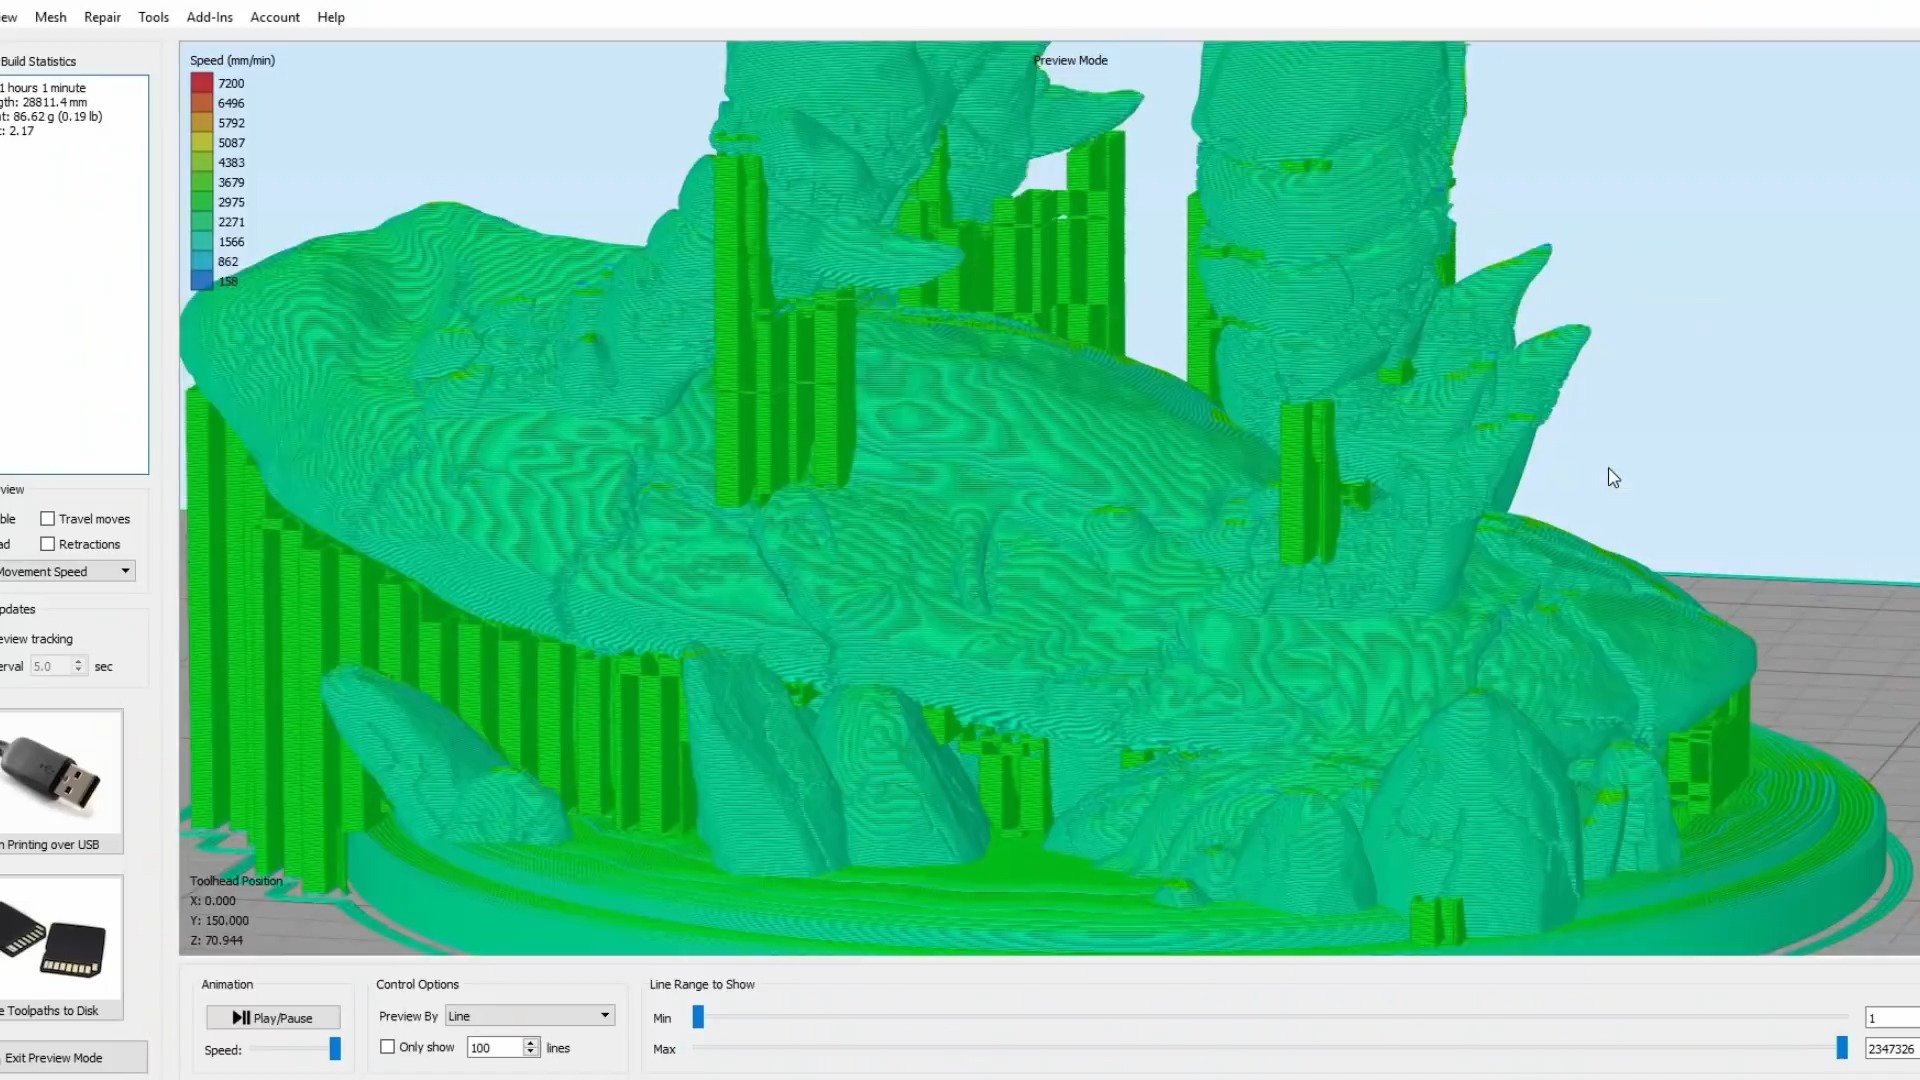 ew Mesh Repair Tools Add-Ins Account Help
Build Statistics
1 hours 1 minute
gth: 28811.4 mm
t: 86.62 g (0.19 lb)
: 2.17
Speed (mm/min)
7200
6496
5792
5087
4383
3679
2975
2271
1566
862
158
Preview Mode
view
ble Travel moves
ad Retractions
Movement Speed
pdates
eview tracking
erval 5.0 sec
n Printing over USB
e Toolpaths to Disk
Exit Preview Mode
Toolhead Position
X: 0.000
Y: 150.000
Z: 70.944
Animation
Play/Pause
Speed:
Control Options
Preview By Line
Only show 100 lines
Line Range to Show
Min 1
Max 2347326